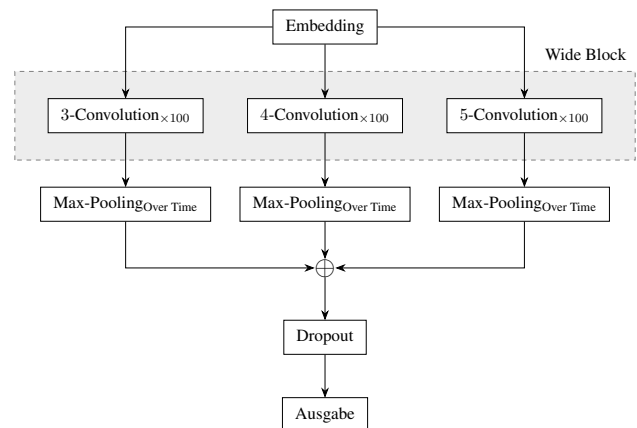 Embedding
Wide Block
3-Convolution×100
4-Convolution×100
5-Convolution×100
Max-PoolingOver Time
Max-PoolingOver Time
Max-PoolingOver Time
Dropout
Ausgabe